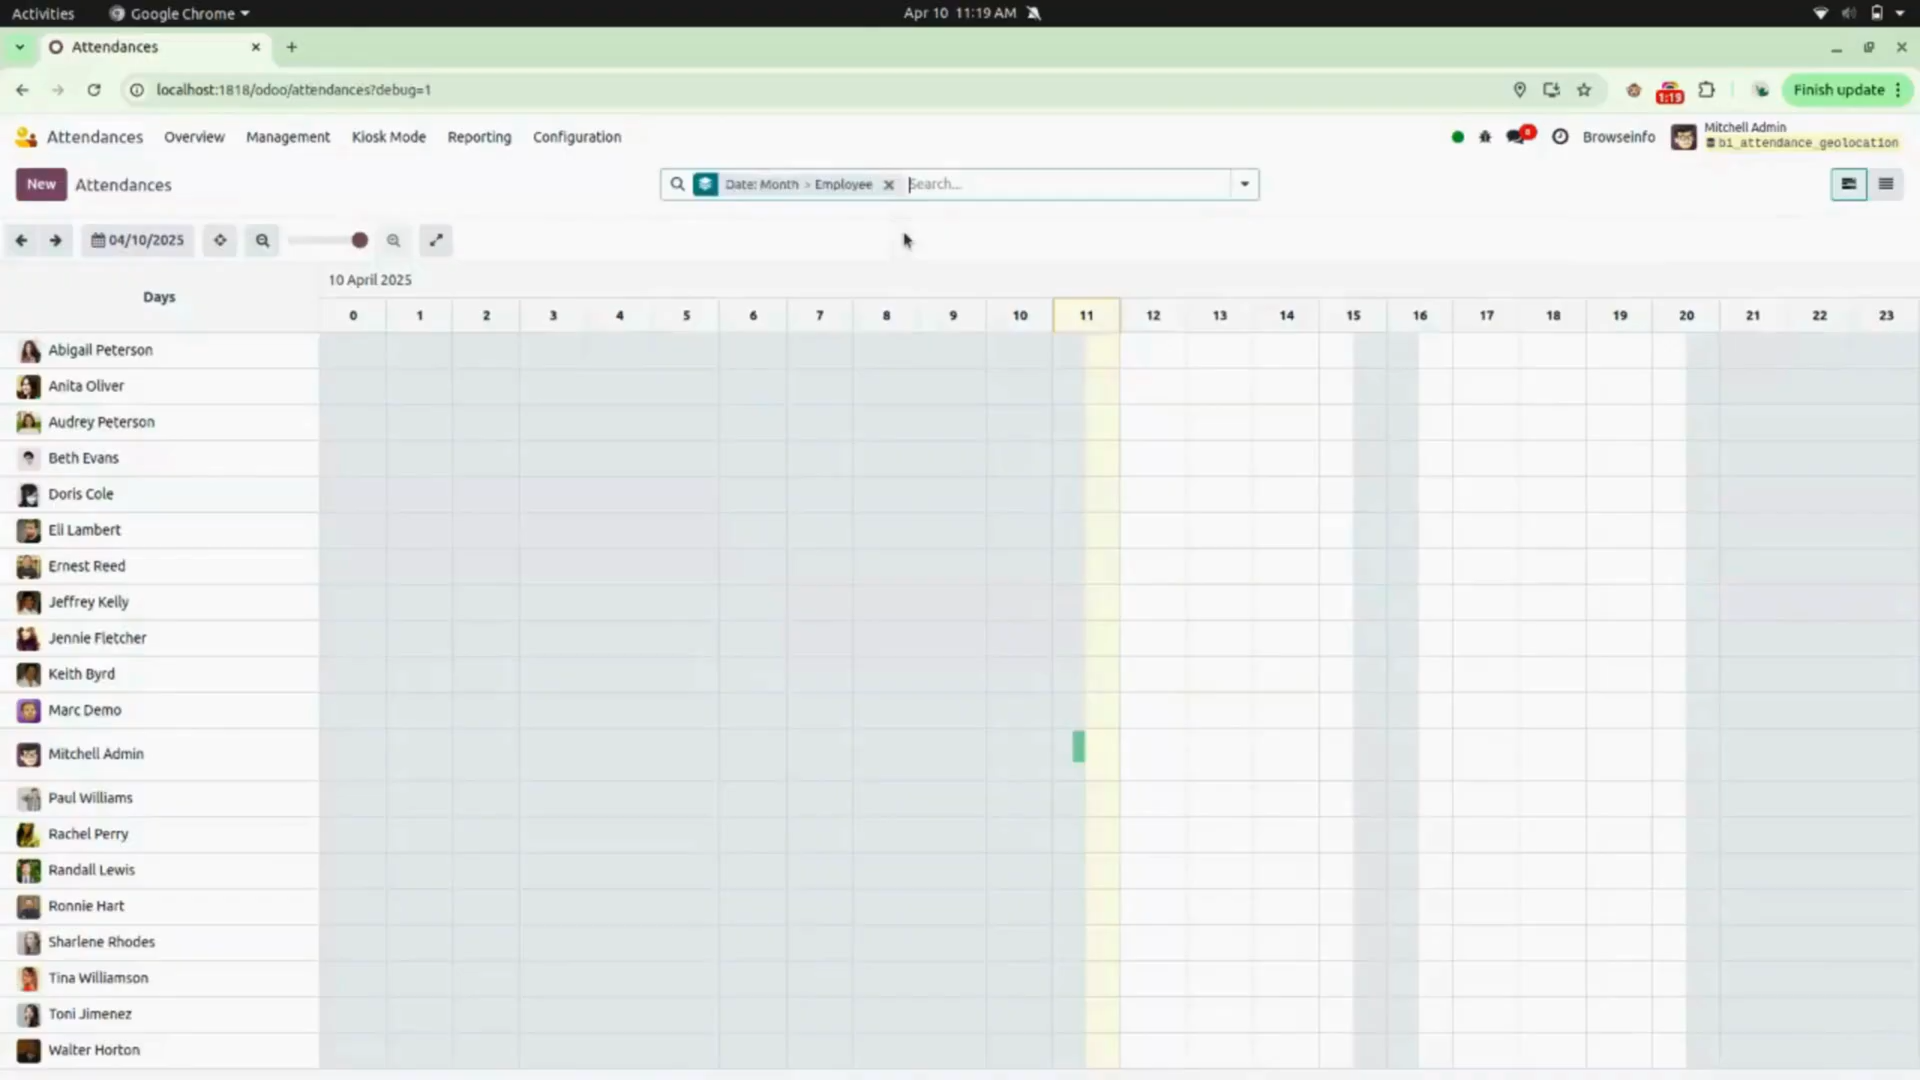 Activities Google Chrome Apr 10 11:19 AM
Attendances
localhost:1818/odoo/attendances?debug=1 1:19 Finish update
Attendances Overview Management Kiosk Mode Reporting Configuration 8 Browseinfo Mitchell Admin
bi_attendance_geolocation
New Attendances Date: Month > Employee Search...
04/10/2025
10 April 2025
Days
0 1 2 3 4 5 6 7 8 9 10 11 12 13 14 15 16 17 18 19 20 21 22 23
Abigail Peterson
Anita Oliver
Audrey Peterson
Beth Evans
Doris Cole
Eli Lambert
Ernest Reed
Jeffrey Kelly
Jennie Fletcher
Keith Byrd
Marc Demo
Mitchell Admin
Paul Williams
Rachel Perry
Randall Lewis
Ronnie Hart
Sharlene Rhodes
Tina Williamson
Toni Jimenez
Walter Horton